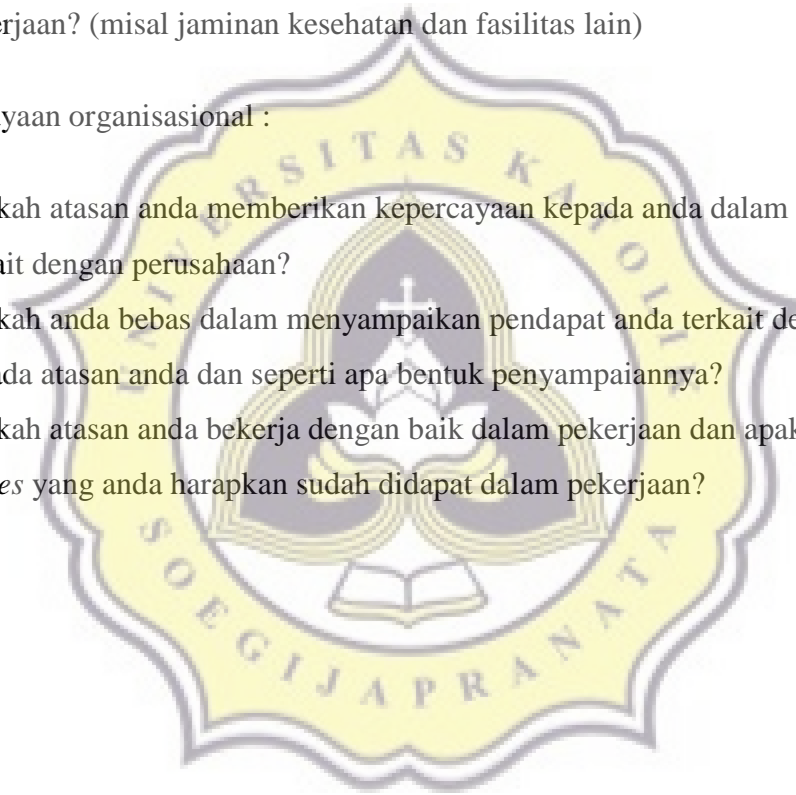 erjaan? (misal jaminan kesehatan dan fasilitas lain)
yaan organisasional :
kah atasan anda memberikan kepercayaan kepada anda dalam
ait dengan perusahaan?
kah anda bebas dalam menyampaikan pendapat anda terkait de
ada atasan anda dan seperti apa bentuk penyampaiannya?
kah atasan anda bekerja dengan baik dalam pekerjaan dan apak
es yang anda harapkan sudah didapat dalam pekerjaan?
UNIVERSITAS KATOLIK
SOEGIJAPRANATA